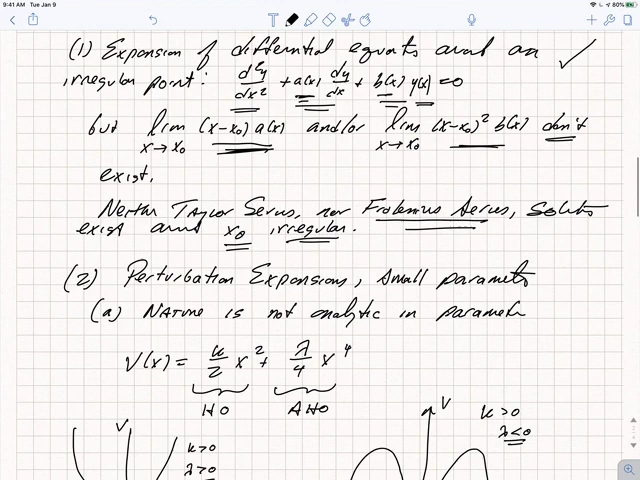 9:41 AM Tue Jan 9
80%
(1) Expansion of differential equats arout an
irregular point: d²y/dx² + a(x) dy/dx + b(x) y(x) = 0
but lim x→x₀ (x-x₀) a(x) and/or lim x→x₀ (x-x₀)² b(x) don't
exist.
Neither Taylor Series, nor Frobenius Series, Soluts
exist arout x₀ irregular.
(2) Perturbation Expansions, Small parameter
(a) Nature is not analytic in parameter
V(x) = k/2 x² + λ/4 x⁴
HO AHO
V k>0
λ>0
V k>0
λ<0